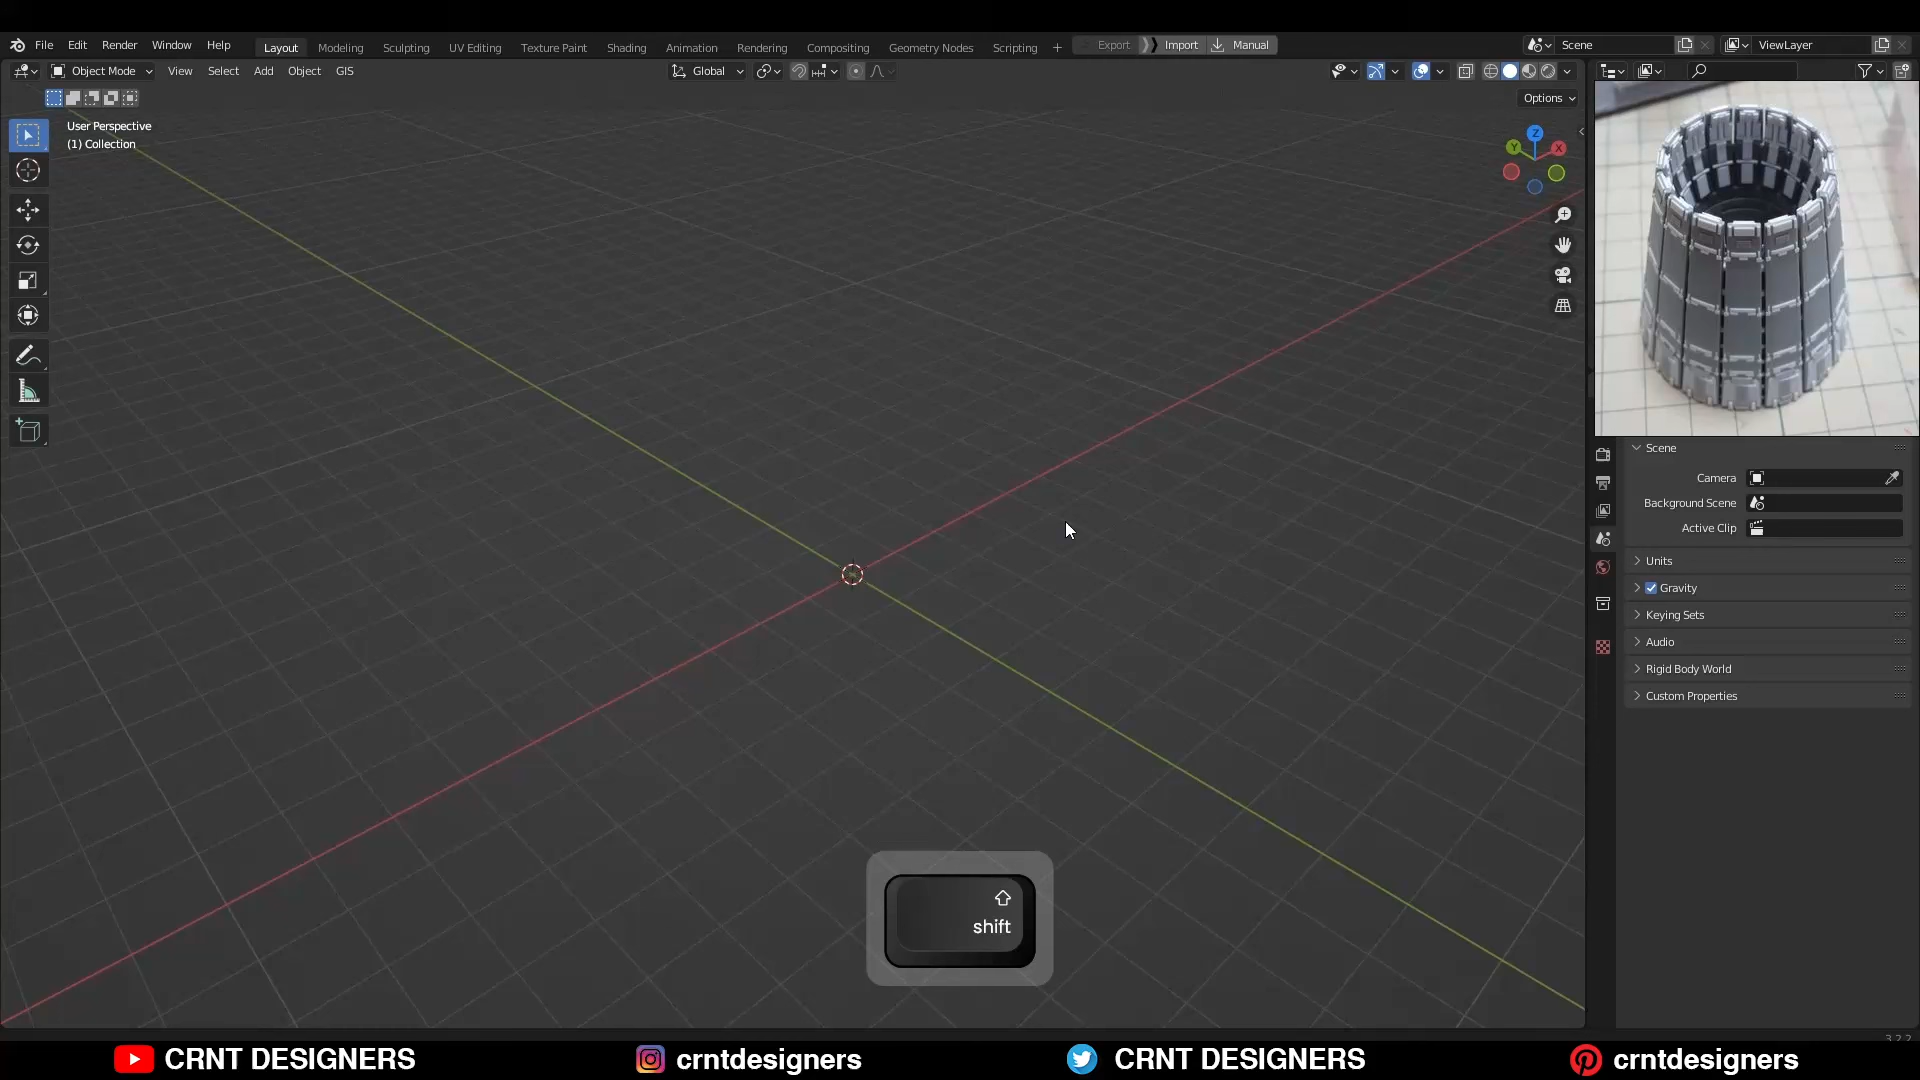 File Edit Render Window Help Layout Modeling Sculpting UV Editing Texture Paint Shading Animation Rendering Compositing Geometry Nodes Scripting + Export Import Manual Scene ViewLayer
Object Mode View Select Add Object GIS Global
Options
User Perspective
(1) Collection
Z
Y
X
Scene
Camera
Background Scene
Active Clip
Units
Gravity
Keying Sets
Audio
Rigid Body World
Custom Properties
shift
3.2.2
CRNT DESIGNERS crntdesigners CRNT DESIGNERS crntdesigners